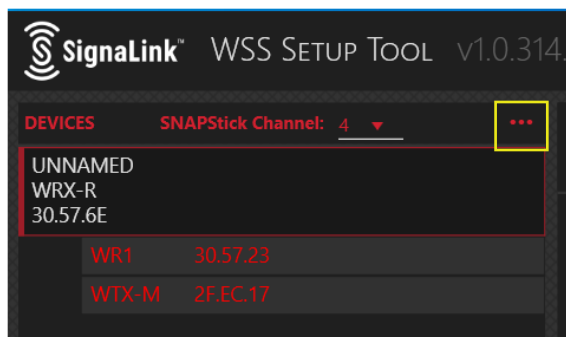 SignaLink™ WSS SETUP TOOL v1.0.314.
DEVICES SNAPStick Channel: 4
UNNAMED
WRX-R
30.57.6E
WR1 30.57.23
WTX-M 2F.EC.17